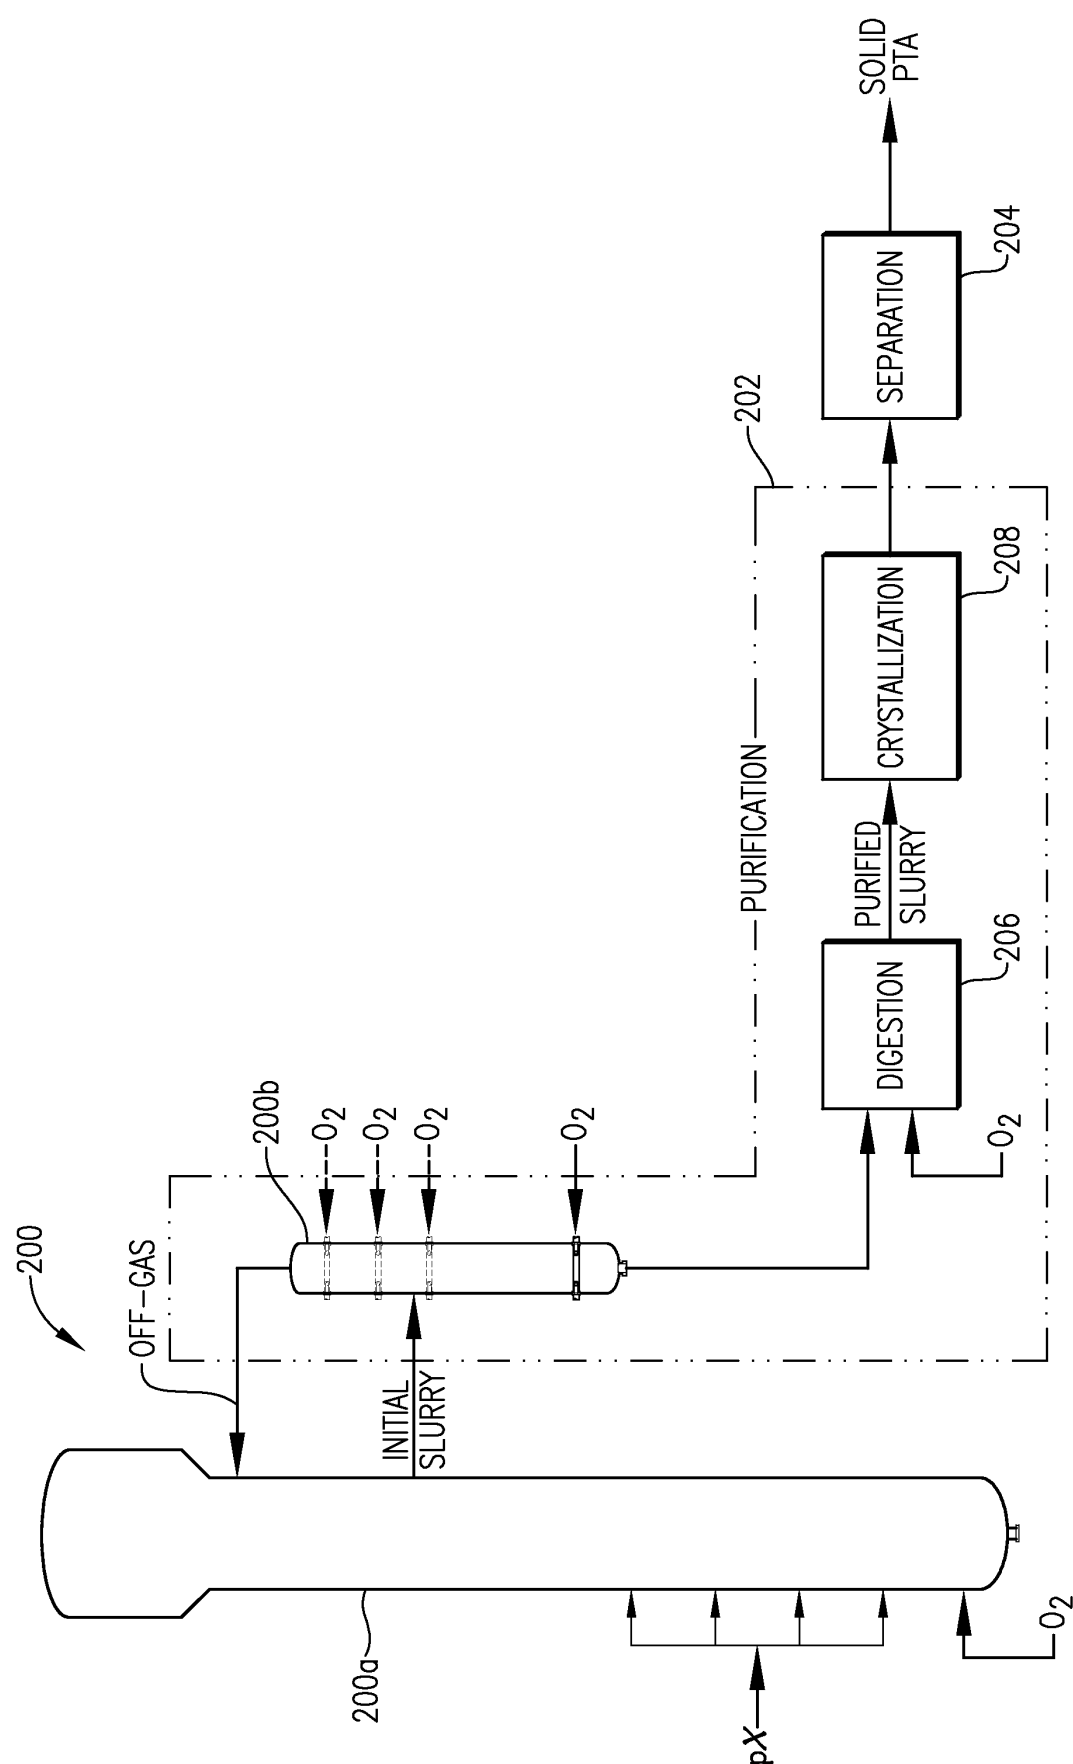 200
OFF-GAS
200b
O2
O2
O2
O2
INITIAL
SLURRY
200a
pX
O2
PURIFICATION
202
DIGESTION
206
O2
PURIFIED
SLURRY
CRYSTALLIZATION
208
SEPARATION
204
SOLID
PTA